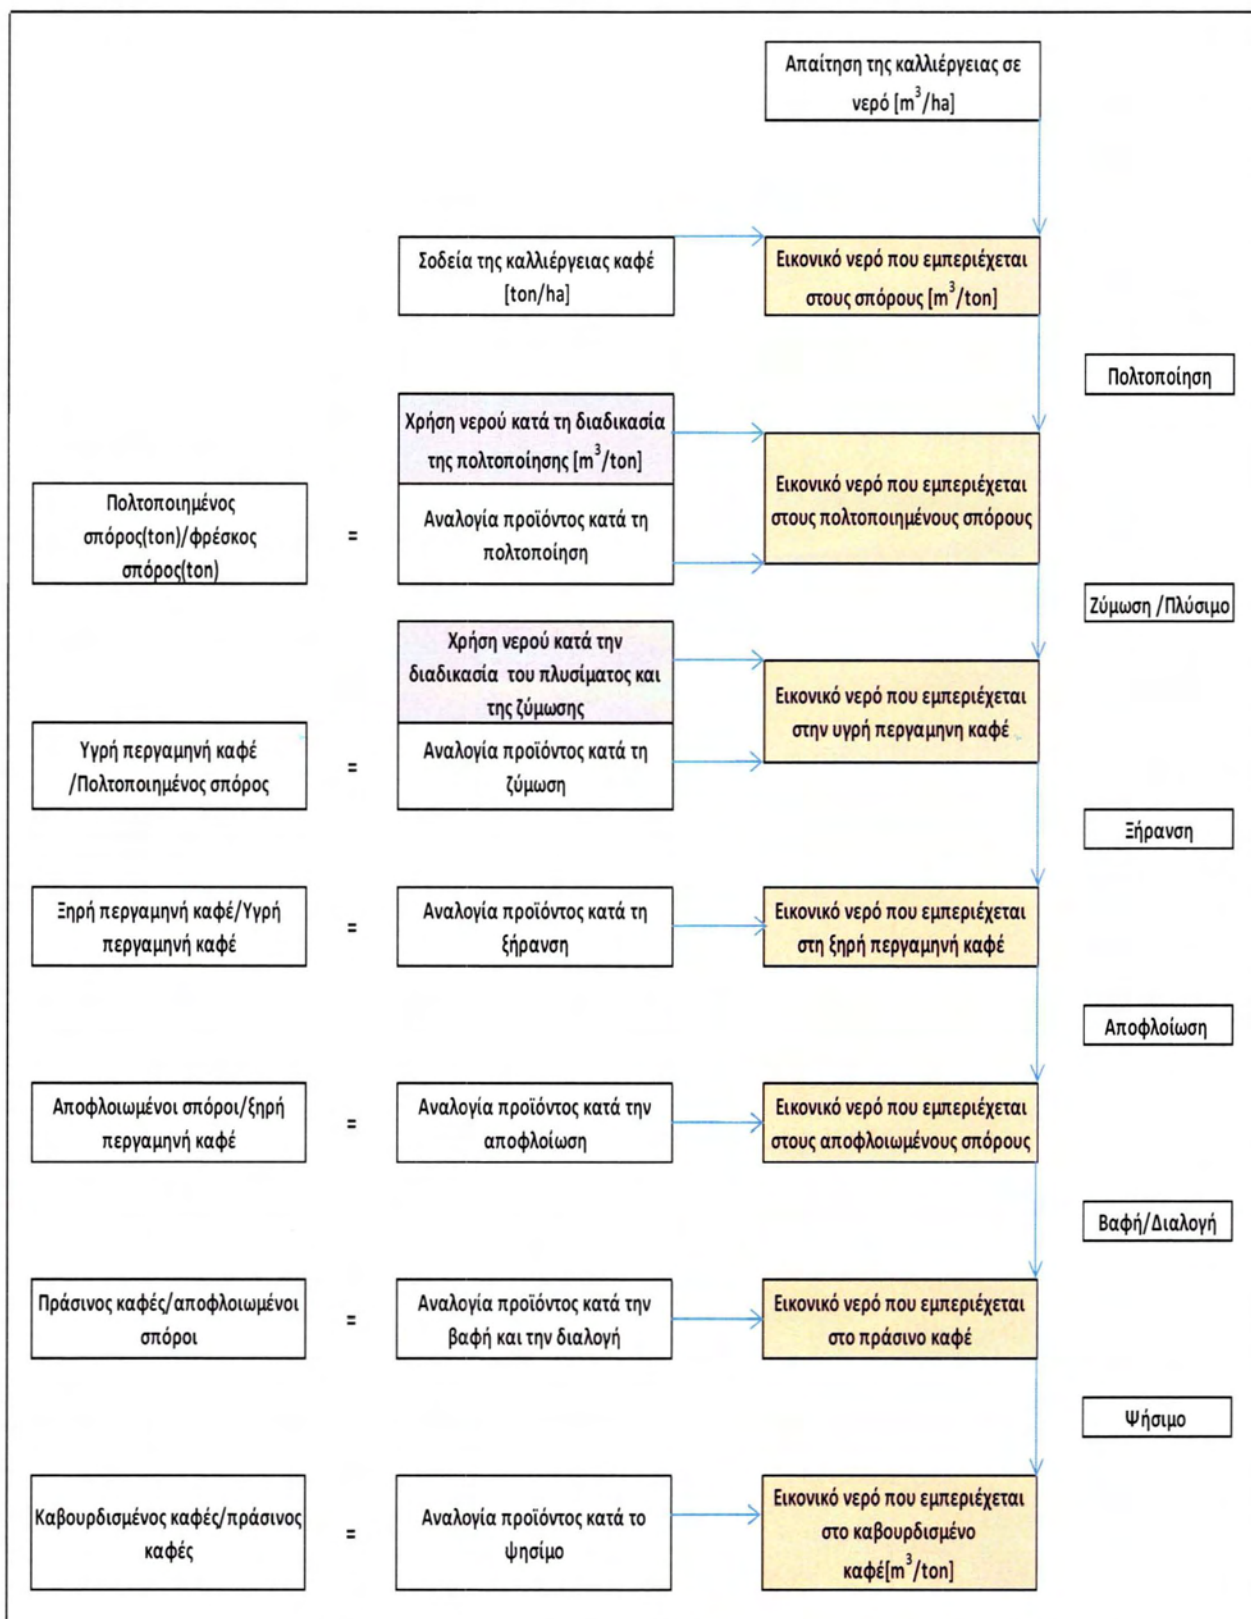 Απαίτηση της καλλιέργειας σε
νερό [m³/ha]
Σοδεία της καλλιέργειας καφέ
[ton/ha]
Εικονικό νερό που εμπεριέχεται
στους σπόρους [m³/ton]
Πολτοποίηση
Πολτοποιημένος
σπόρος(ton)/φρέσκος
σπόρος(ton)
=
Χρήση νερού κατά τη διαδικασία
της πολτοποίησης [m³/ton]
Αναλογία προϊόντος κατά τη
πολτοποίηση
Εικονικό νερό που εμπεριέχεται
στους πολτοποιημένους σπόρους
Ζύμωση /Πλύσιμο
Χρήση νερού κατά την
διαδικασία του πλυσίματος και
της ζύμωσης
Υγρή περγαμηνή καφέ
/Πολτοποιημένος σπόρος
=
Αναλογία προϊόντος κατά τη
ζύμωση
Εικονικό νερό που εμπεριέχεται
στην υγρή περγαμηνη καφέ
Ξήρανση
Ξηρή περγαμηνή καφέ/Υγρή
περγαμηνή καφέ
=
Αναλογία προϊόντος κατά τη
ξήρανση
Εικονικό νερό που εμπεριέχεται
στη ξηρή περγαμηνή καφέ
Αποφλοίωση
Αποφλοιωμένοι σπόροι/ξηρή
περγαμηνή καφέ
=
Αναλογία προϊόντος κατά την
αποφλοίωση
Εικονικό νερό που εμπεριέχεται
στους αποφλοιωμένους σπόρους
Βαφή/Διαλογή
Πράσινος καφές/αποφλοιωμένοι
σπόροι
=
Αναλογία προϊόντος κατά την
βαφή και την διαλογή
Εικονικό νερό που εμπεριέχεται
στο πράσινο καφέ
Ψήσιμο
Καβουρδισμένος καφές/πράσινος
καφές
=
Αναλογία προϊόντος κατά το
ψησίμο
Εικονικό νερό που εμπεριέχεται
στο καβουρδισμένο
καφέ[m³/ton]